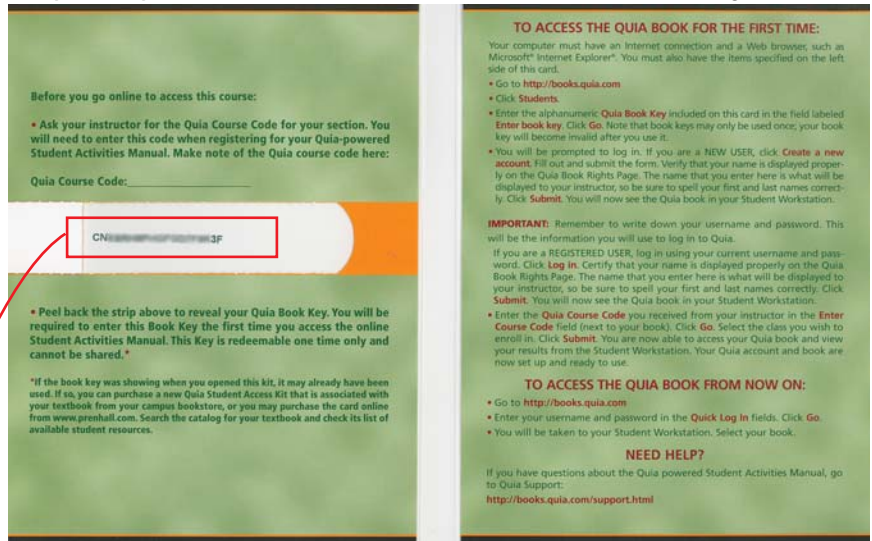 Before you go online to access this course:
• Ask your instructor for the Quia Course Code for your section. You
will need to enter this code when registering for your Quia-powered
Student Activities Manual. Make note of the Quia course code here:
Quia Course Code:
CN 3F
• Peel back the strip above to reveal your Quia Book Key. You will be
required to enter this Book Key the first time you access the online
Student Activities Manual. This Key is redeemable one time only and
cannot be shared.*
*If the book key was showing when you opened this kit, it may already have been
used. If so, you can purchase a new Quia Student Access Kit that is associated with
your textbook from your campus bookstore, or you may purchase the card online
from www.prenhall.com. Search the catalog for your textbook and check its list of
available student resources.
TO ACCESS THE QUIA BOOK FOR THE FIRST TIME:
Your computer must have an Internet connection and a Web browser, such as
Microsoft® Internet Explorer®. You must also have the items specified on the left
side of this card.
• Go to http://books.quia.com
• Click Students.
• Enter the alphanumeric Quia Book Key included on this card in the field labeled
Enter book key. Click Go. Note that book keys may only be used once; your book
key will become invalid after you use it.
• You will be prompted to log in. If you are a NEW USER, click Create a new
account. Fill out and submit the form. Verify that your name is displayed proper-
ly on the Quia Book Rights Page. The name that you enter here is what will be
displayed to your instructor, so be sure to spell your first and last names correct-
ly. Click Submit. You will now see the Quia book in your Student Workstation.
IMPORTANT: Remember to write down your username and password. This
will be the information you will use to log in to Quia.
If you are a REGISTERED USER, log in using your current username and pass-
word. Click Log in. Certify that your name is displayed properly on the Quia
Book Rights Page. The name that you enter here is what will be displayed to
your instructor, so be sure to spell your first and last names correctly. Click
Submit. You will now see the Quia book in your Student Workstation.
• Enter the Quia Course Code you received from your instructor in the Enter
Course Code field (next to your book). Click Go. Select the class you wish to
enroll in. Click Submit. You are now able to access your Quia book and view
your results from the Student Workstation. Your Quia account and book are
now set up and ready to use.
TO ACCESS THE QUIA BOOK FROM NOW ON:
• Go to http://books.quia.com
• Enter your username and password in the Quick Log In fields. Click Go.
• You will be taken to your Student Workstation. Select your book.
NEED HELP?
If you have questions about the Quia powered Student Activities Manual, go
to Quia Support:
http://books.quia.com/support.html